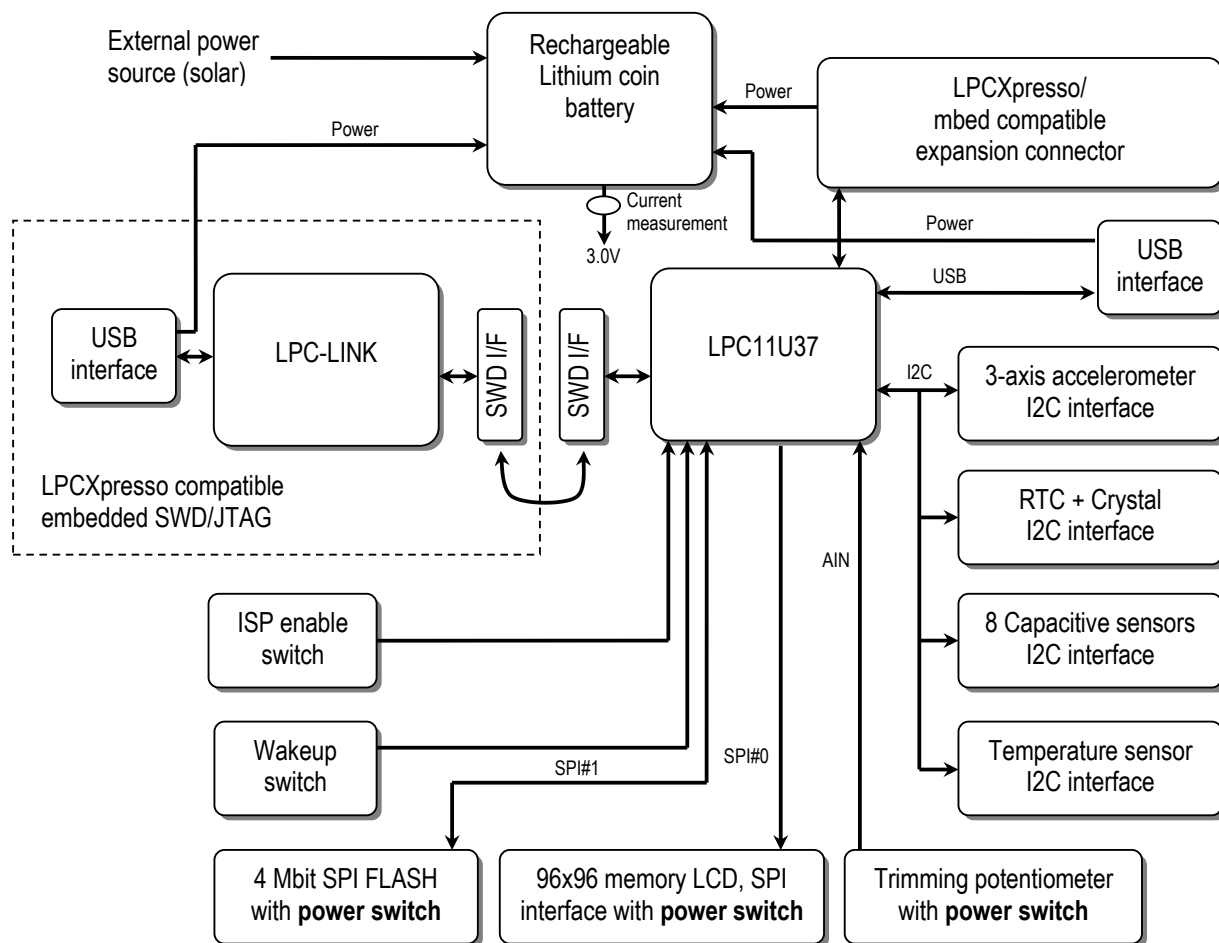 External power
source (solar)
Rechargeable
Lithium coin
battery
Power
LPCXpresso/
mbed compatible
expansion connector
Power
Current
measurement
3.0V
Power
USB
interface
USB
USB
interface
LPC-LINK
SWD I/F
SWD I/F
LPC11U37
I2C
3-axis accelerometer
I2C interface
LPCXpresso compatible
embedded SWD/JTAG
RTC + Crystal
I2C interface
AIN
ISP enable
switch
8 Capacitive sensors
I2C interface
Wakeup
switch
SPI#1
SPI#0
Temperature sensor
I2C interface
4 Mbit SPI FLASH
with power switch
96x96 memory LCD, SPI
interface with power switch
Trimming potentiometer
with power switch